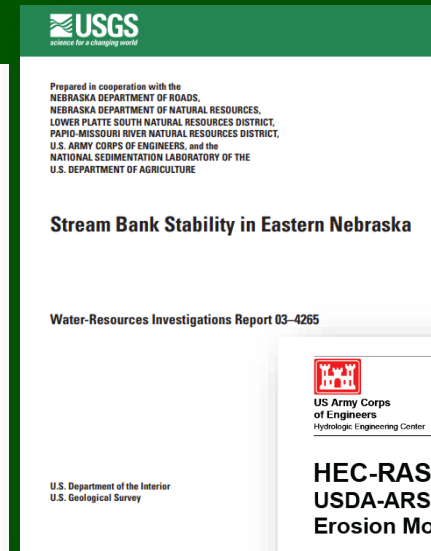 USGS
science for a changing world
Prepared in cooperation with the
NEBRASKA DEPARTMENT OF ROADS,
NEBRASKA DEPARTMENT OF NATURAL RESOURCES,
LOWER PLATTE SOUTH NATURAL RESOURCES DISTRICT,
PAPIO-MISSOURI RIVER NATURAL RESOURCES DISTRICT,
U.S. ARMY CORPS OF ENGINEERS, and the
NATIONAL SEDIMENTATION LABORATORY OF THE
U.S. DEPARTMENT OF AGRICULTURE
Stream Bank Stability in Eastern Nebraska
Water-Resources Investigations Report 03–4265
U.S. Department of the Interior
U.S. Geological Survey
US Army Corps
of Engineers
Hydrologic Engineering Center
HEC-RAS
USDA-ARS
Erosion Mo